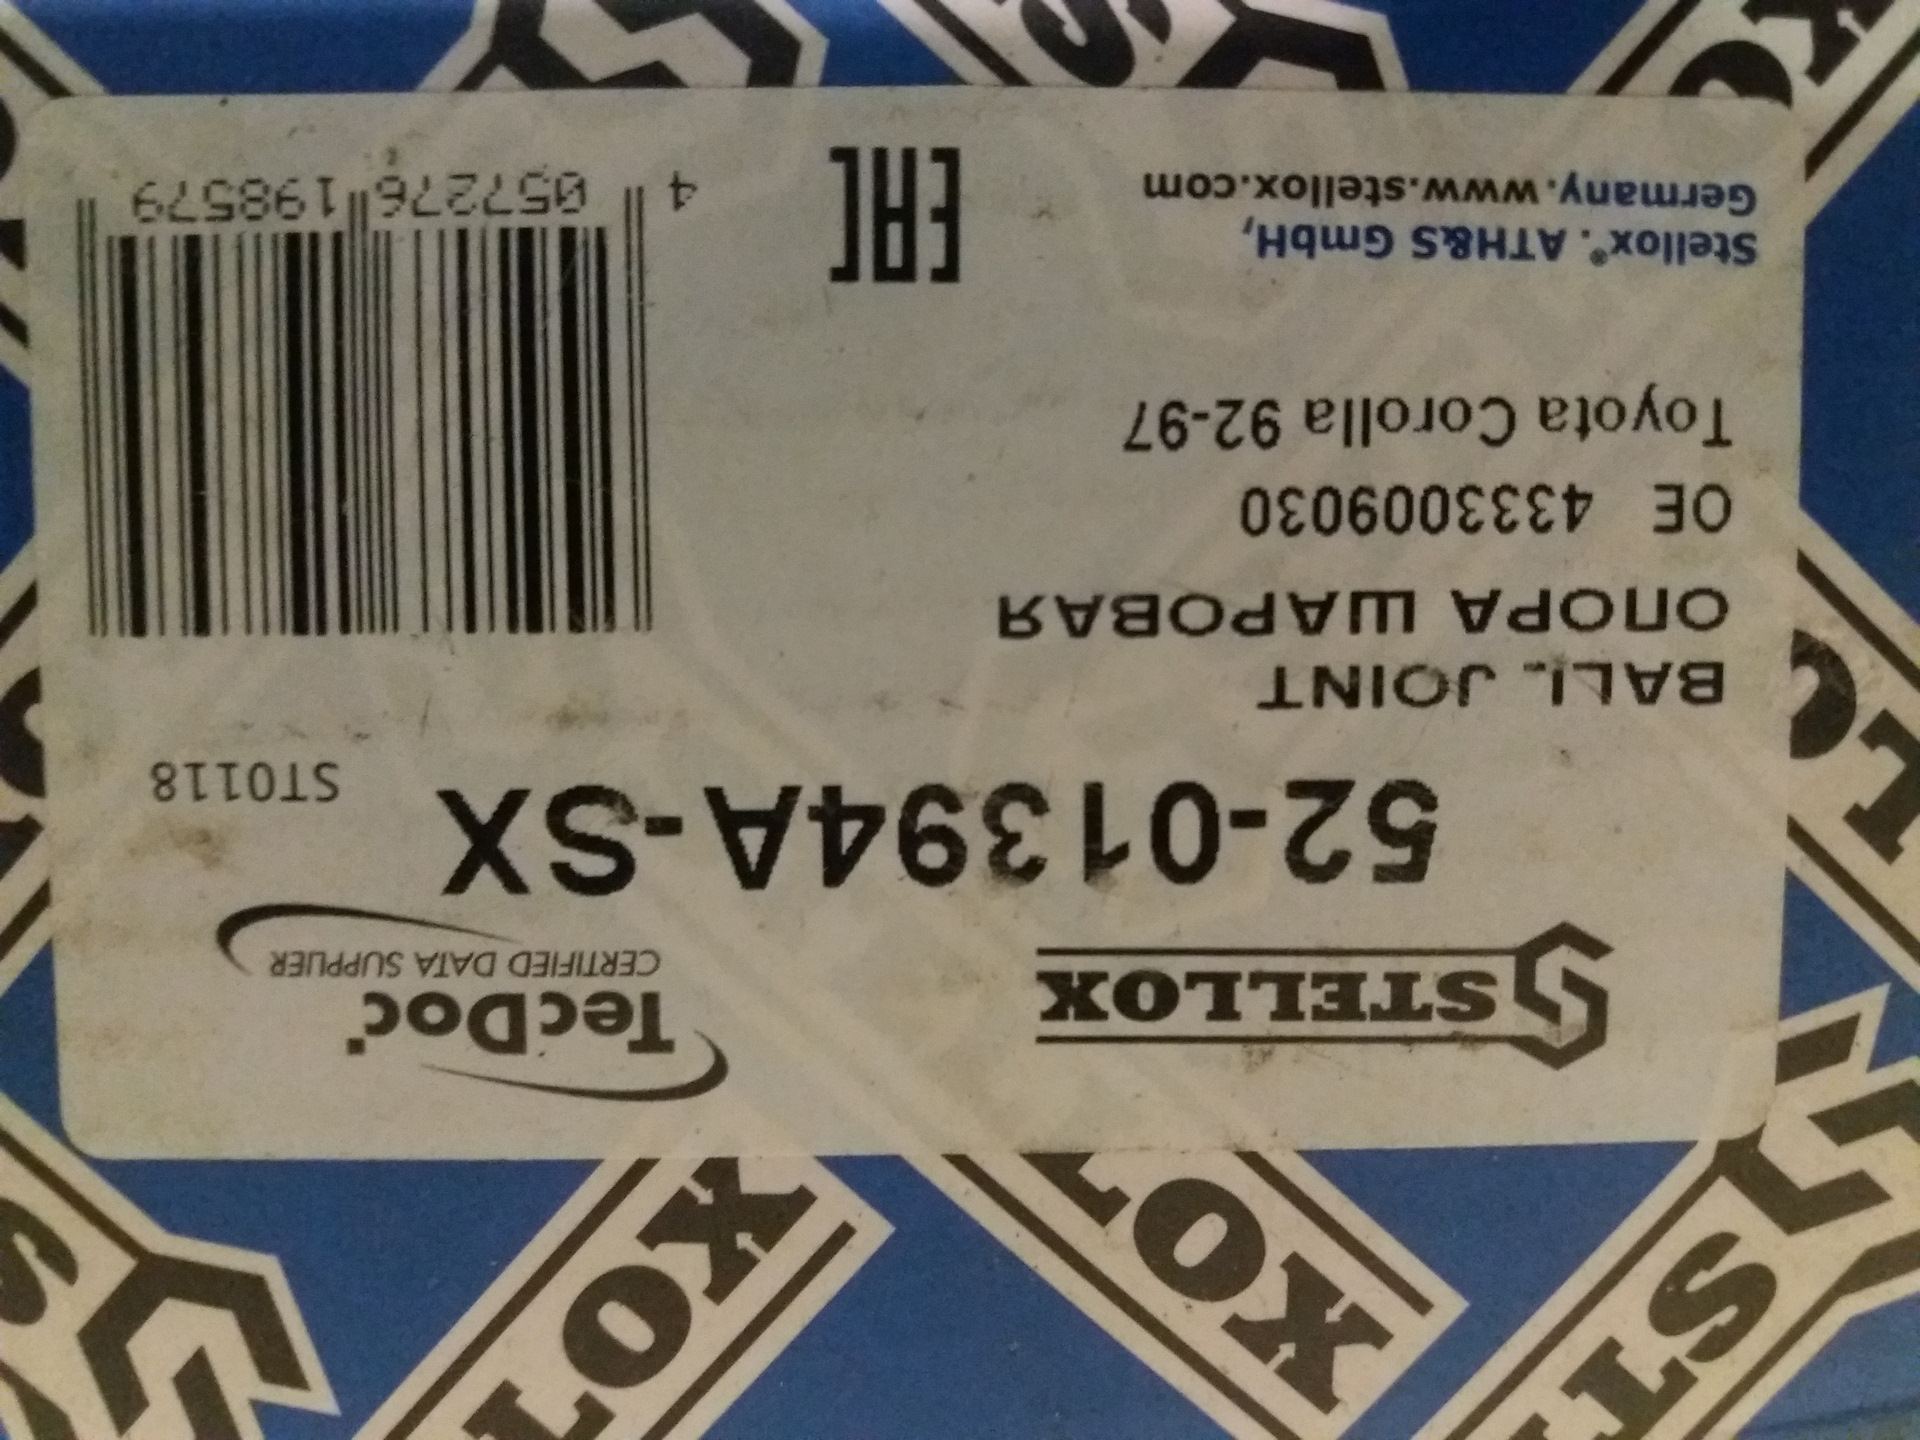 STELLOX
TecDoc
CERTIFIED DATA SUPPLIER
52-01394A-SX
ST0118
BALL JOINT
ОПОРА ШАРОВАЯ
OE 4333009030
Toyota Corolla 92-97
Stellox®. ATH&S GmbH,
Germany. www.stellox.com
EAC
4 057276 198579